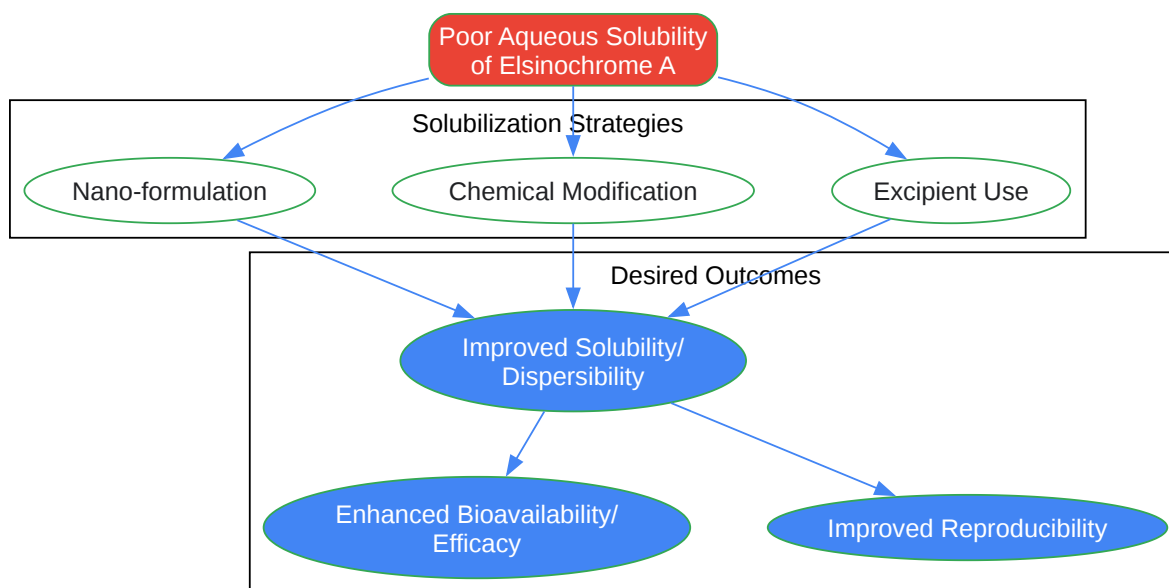 Poor Aqueous Solubility
of Elsinochrome A
Solubilization Strategies
Nano-formulation
Chemical Modification
Excipient Use
Desired Outcomes
Improved Solubility/
Dispersibility
Enhanced Bioavailability/
Efficacy
Improved Reproducibility